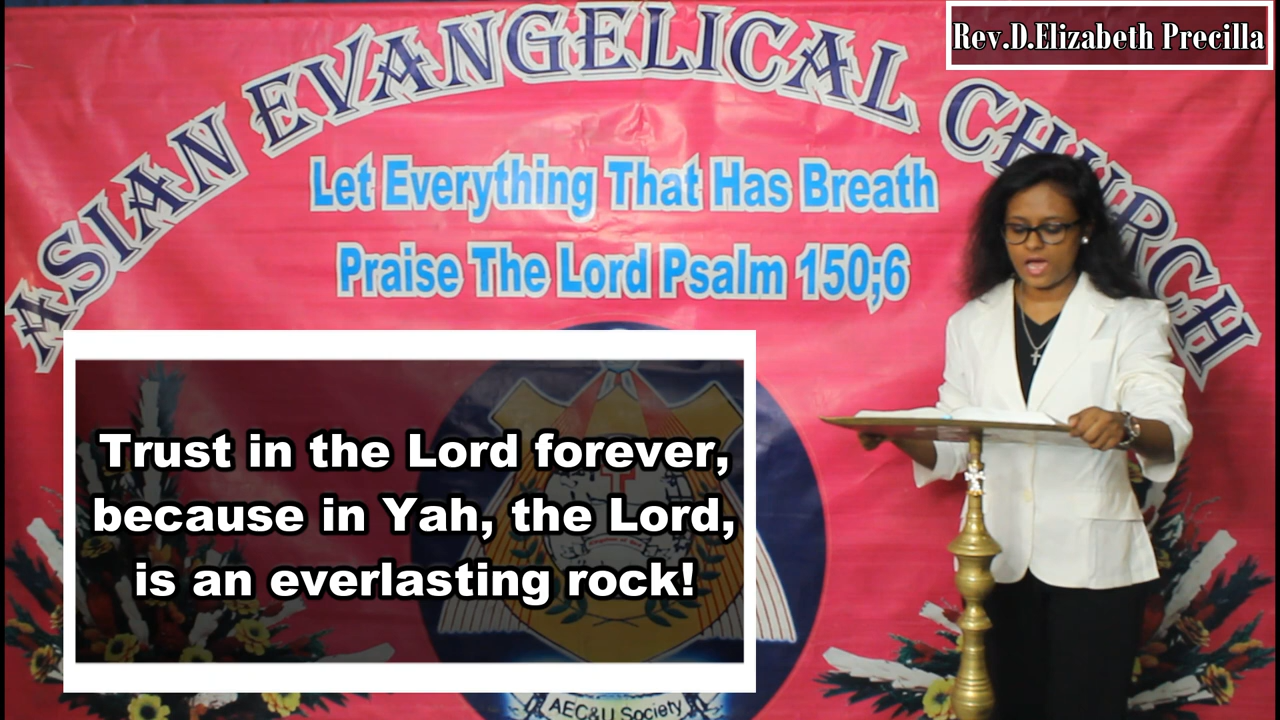 Rev.D.Elizabeth Precilla
ASIAN EVANGELICAL CHURCH
Let Everything That Has Breath
Praise The Lord Psalm 150;6
Trust in the Lord forever,
because in Yah, the Lord,
is an everlasting rock!
AEC&U Society